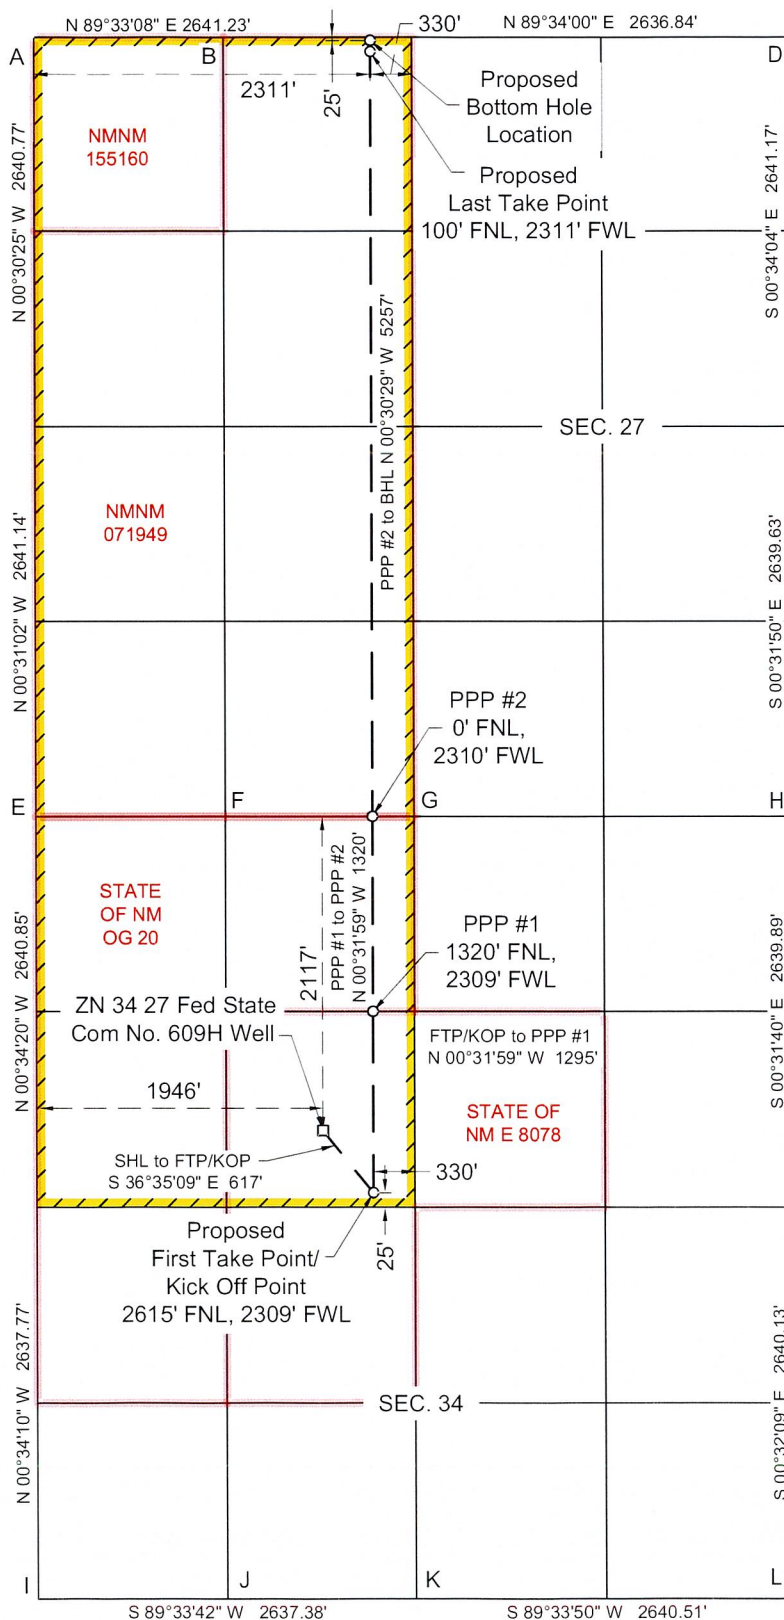 N 89°33'08" E 2641.23'
330'
N 89°34'00" E 2636.84'
A
B
D
2311'
25'
Proposed
Bottom Hole
Location
NMNM
155160
Proposed
Last Take Point
100' FNL, 2311' FWL
N 00°30'25" W 2640.77'
S 00°34'04" E 2641.17'
PPP #2 to BHL N 00°30'29" W 5257'
SEC. 27
NMNM
071949
N 00°31'02" W 2641.14'
S 00°31'50" E 2639.63'
PPP #2
0' FNL,
2310' FWL
E
F
G
H
STATE
OF NM
OG 20
PPP #1 to PPP #2
N 00°31'59" W 1320'
2117'
PPP #1
1320' FNL,
2309' FWL
N 00°34'20" W 2640.85'
S 00°31'40" E 2639.89'
ZN 34 27 Fed State
Com No. 609H Well
FTP/KOP to PPP #1
N 00°31'59" W 1295'
1946'
STATE OF
NM E 8078
SHL to FTP/KOP
S 36°35'09" E 617'
330'
25'
Proposed
First Take Point/
Kick Off Point
2615' FNL, 2309' FWL
N 00°34'10" W 2637.77'
S 00°32'09" E 2640.13'
SEC. 34
I
J
K
L
S 89°33'42" W 2637.38'
S 89°33'50" W 2640.51'